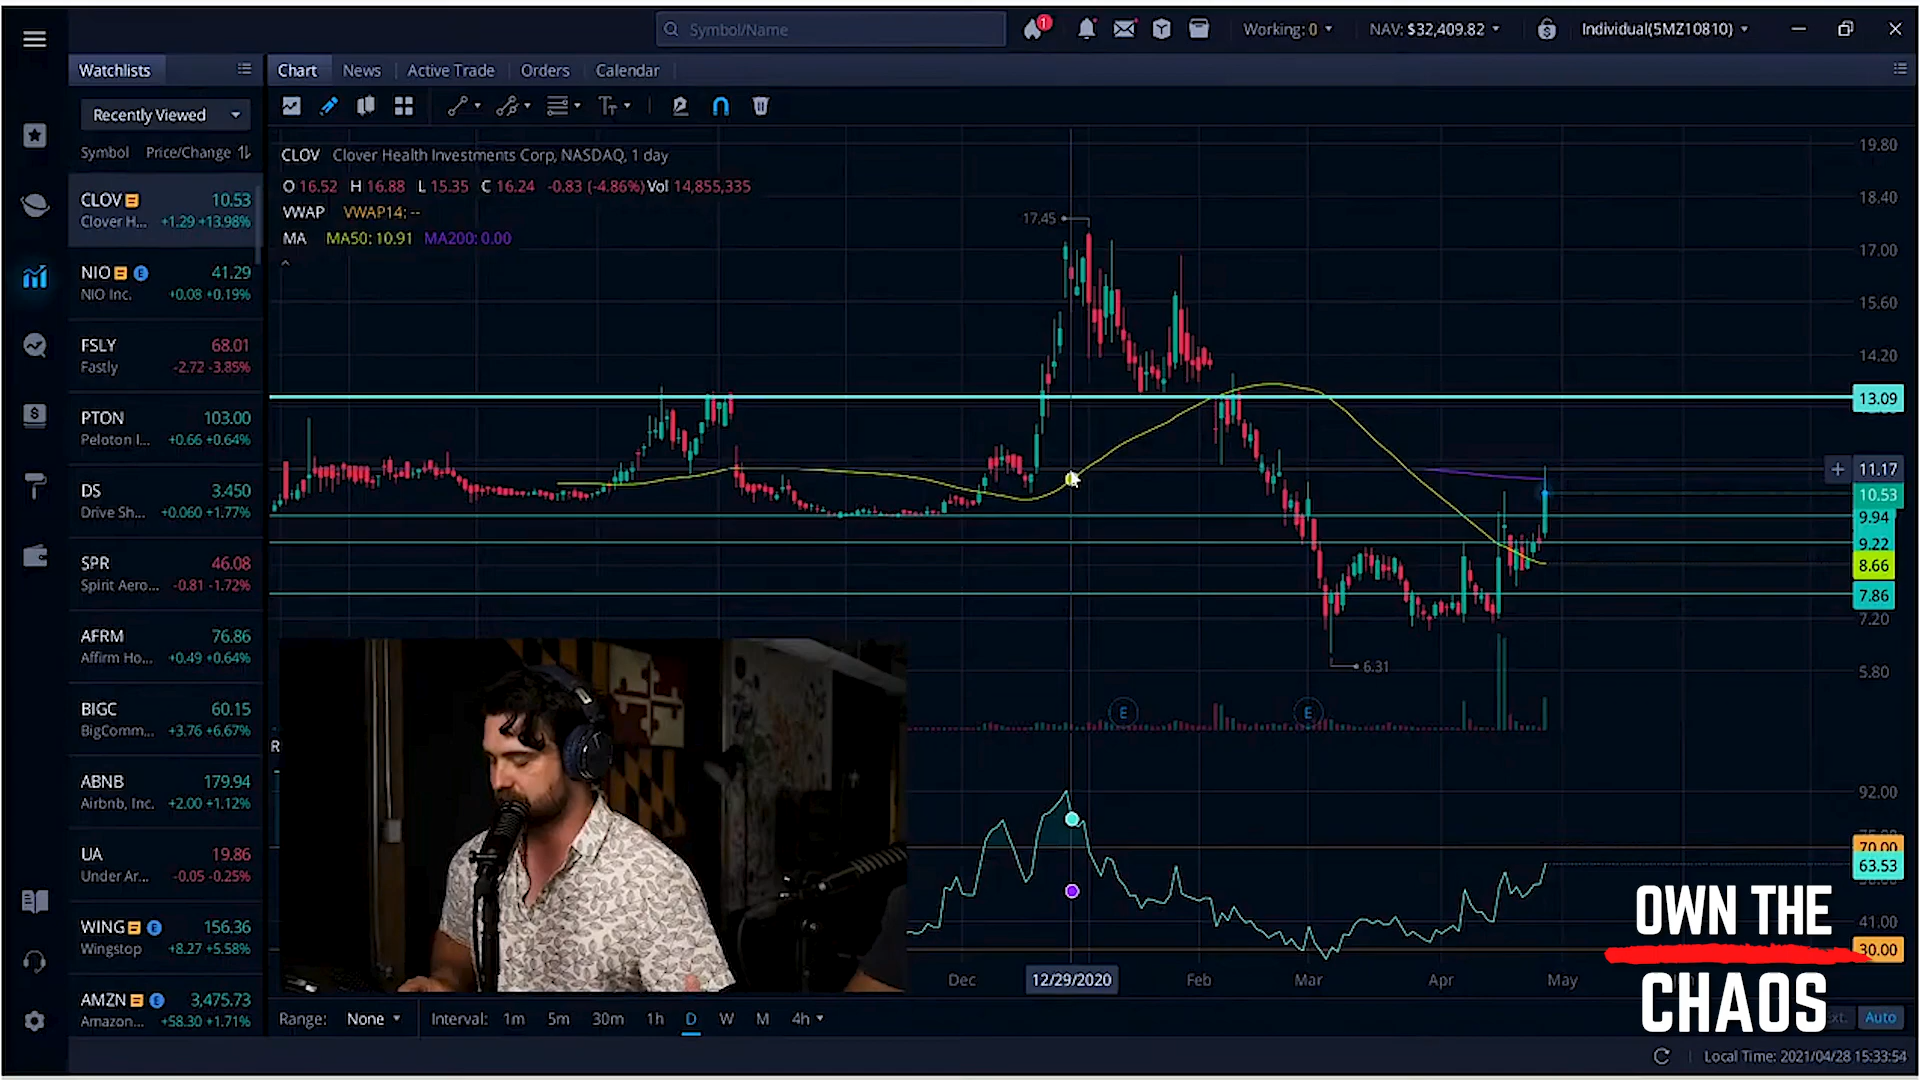 Symbol/Name
1
Working: 0
NAV: $32,409.82
Individual(5MZ10810)
Watchlists
Chart
News
Active Trade
Orders
Calendar
Recently Viewed
Symbol Price/Change
CLOV 10.53
Clover H... +1.29 +13.98%
NIO E 41.29
NIO Inc. +0.08 +0.19%
FSLY 68.01
Fastly -2.72 -3.85%
PTON 103.00
Peloton I... +0.66 +0.64%
DS 3.450
Drive Sh... +0.060 +1.77%
SPR 46.08
Spirit Aero... -0.81 -1.72%
AFRM 76.86
Affirm Ho... +0.49 +0.64%
BIGC 60.15
BigComm... +3.76 +6.67%
ABNB 179.94
Airbnb, Inc. +2.00 +1.12%
UA 19.86
Under Ar... -0.05 -0.25%
WING E 156.36
Wingstop +8.27 +5.58%
AMZN E 3,475.73
Amazon... +58.30 +1.71%
CLOV Clover Health Investments Corp, NASDAQ, 1 day
O 16.52 H 16.88 L 15.35 C 16.24 -0.83 (-4.86%) Vol 14,855,335
VWAP VWAP14: --
MA MA50: 10.91 MA200: 0.00
17.45
6.31
E
E
19.80
18.40
17.00
15.60
14.20
13.09
11.17
10.53
9.94
9.22
8.66
7.86
7.20
5.80
92.00
70.00
63.53
41.00
30.00
Dec
12/29/2020
Feb
Mar
Apr
May
OWN THE
CHAOS
Range: None
Interval: 1m 5m 30m 1h D W M 4h
Auto
Local Time: 2021/04/28 15:33:54